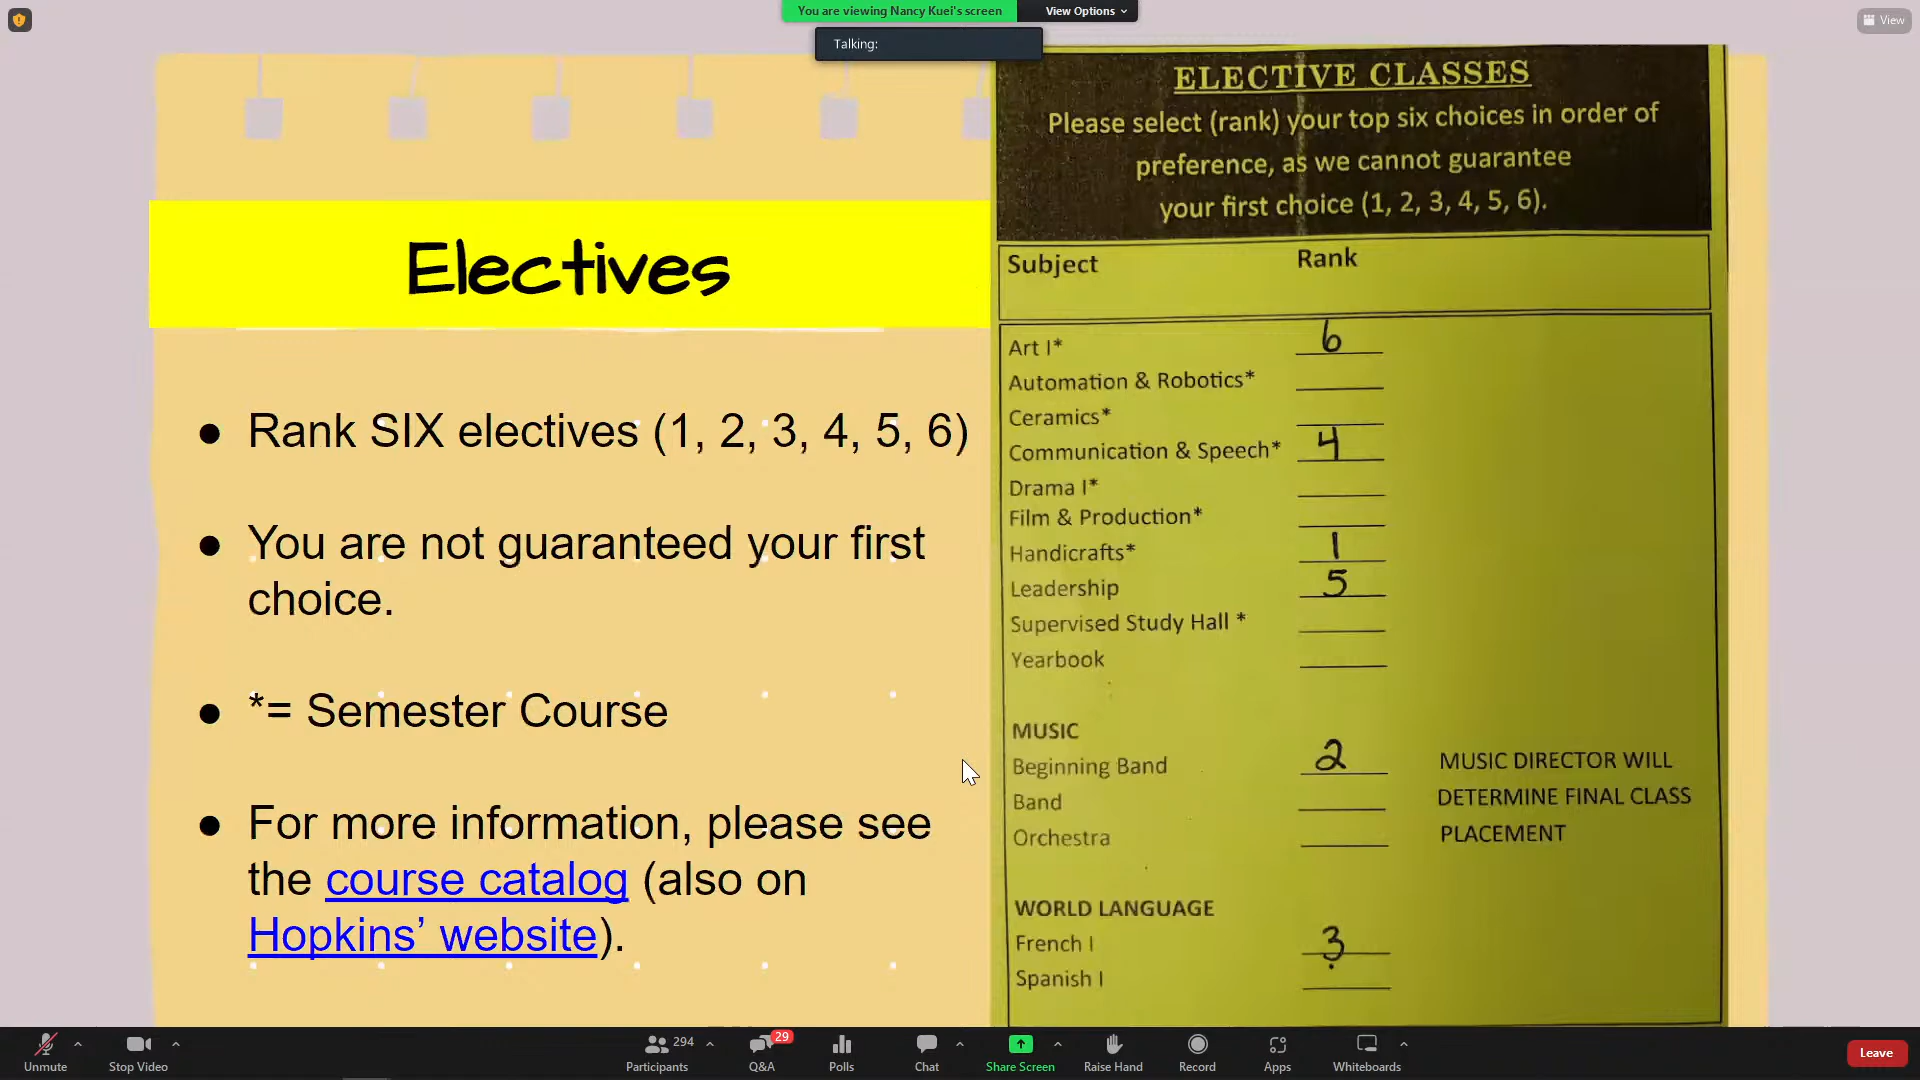 You are viewing Nancy Kuei's screen
View Options
View
Talking:
Electives
Rank SIX electives (1, 2, 3, 4, 5, 6)
You are not guaranteed your first
choice.
*= Semester Course
For more information, please see
the course catalog (also on
Hopkins’ website).
ELECTIVE CLASSES
Please select (rank) your top six choices in order of
preference, as we cannot guarantee
your first choice (1, 2, 3, 4, 5, 6).
Subject Rank
Art I* 6
Automation & Robotics*
Ceramics*
Communication & Speech* 4
Drama I*
Film & Production*
Handicrafts* 1
Leadership 5
Supervised Study Hall *
Yearbook
MUSIC
Beginning Band 2
Band
Orchestra
MUSIC DIRECTOR WILL
DETERMINE FINAL CLASS
PLACEMENT
WORLD LANGUAGE
French I 3
Spanish I
Unmute
Stop Video
Participants 294
Q&A 29
Polls
Chat
Share Screen
Raise Hand
Record
Apps
Whiteboards
Leave